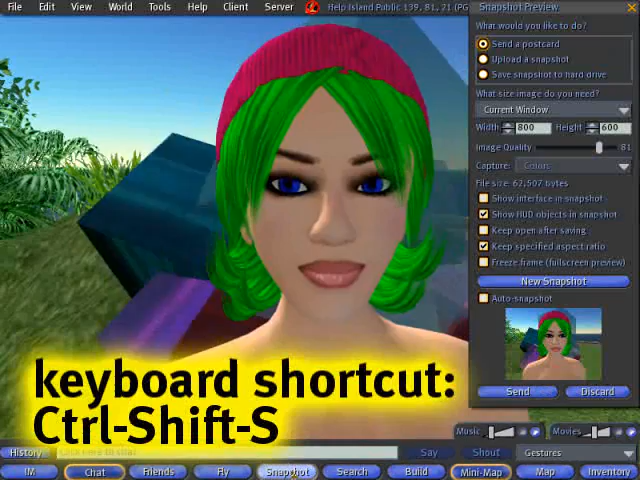 File Edit View World Tools Help Client Server Help Island Public 139, 81, 21 (PG
Snapshot Preview
What would you like to do?
Send a postcard
Upload a snapshot
Save snapshot to hard drive
What size image do you need?
Current Window
Width 800 Height 600
Image Quality 81
Capture: Colors
File size: 62,507 bytes
Show interface in snapshot
Show HUD objects in snapshot
Keep open after saving
Keep specified aspect ratio
Freeze frame (fullscreen preview)
New Snapshot
Auto-snapshot
Send Discard
keyboard shortcut:
Ctrl-Shift-S
Music Movies
History Say Shout Gestures
IM Chat Friends Fly Snapshot Search Build Mini-Map Map Inventory